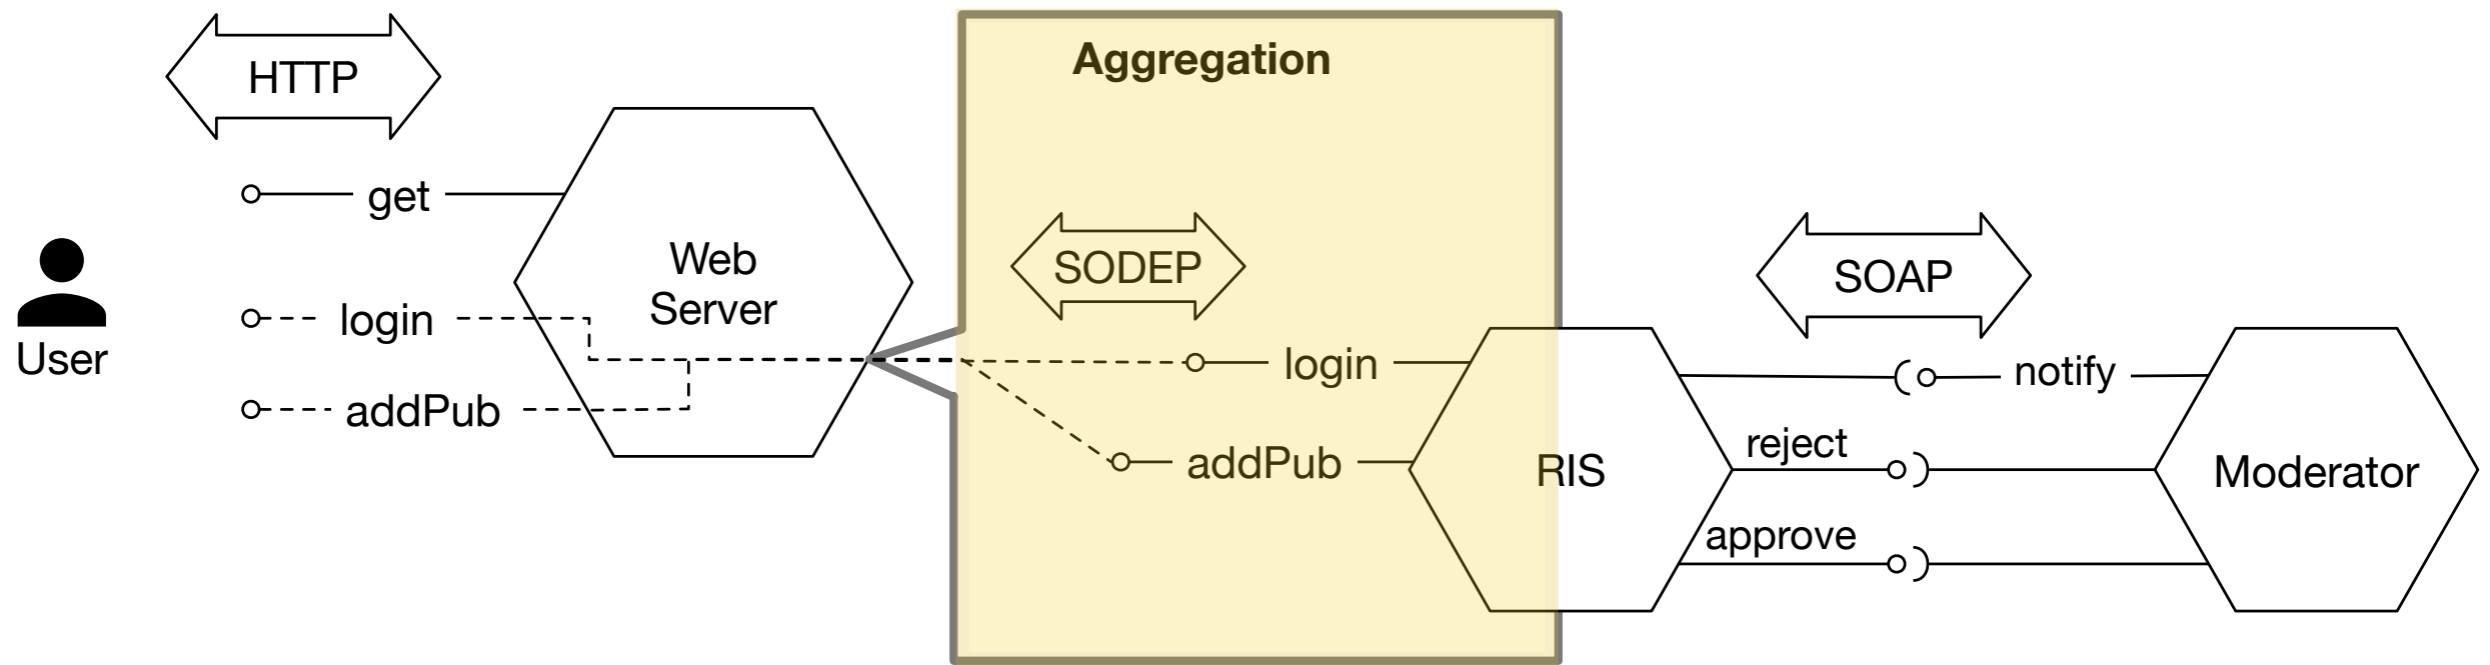 HTTP
Aggregation
get
Web
Server
SODEP
SOAP
login
User
addPub
login
addPub
RIS
notify
reject
approve
Moderator